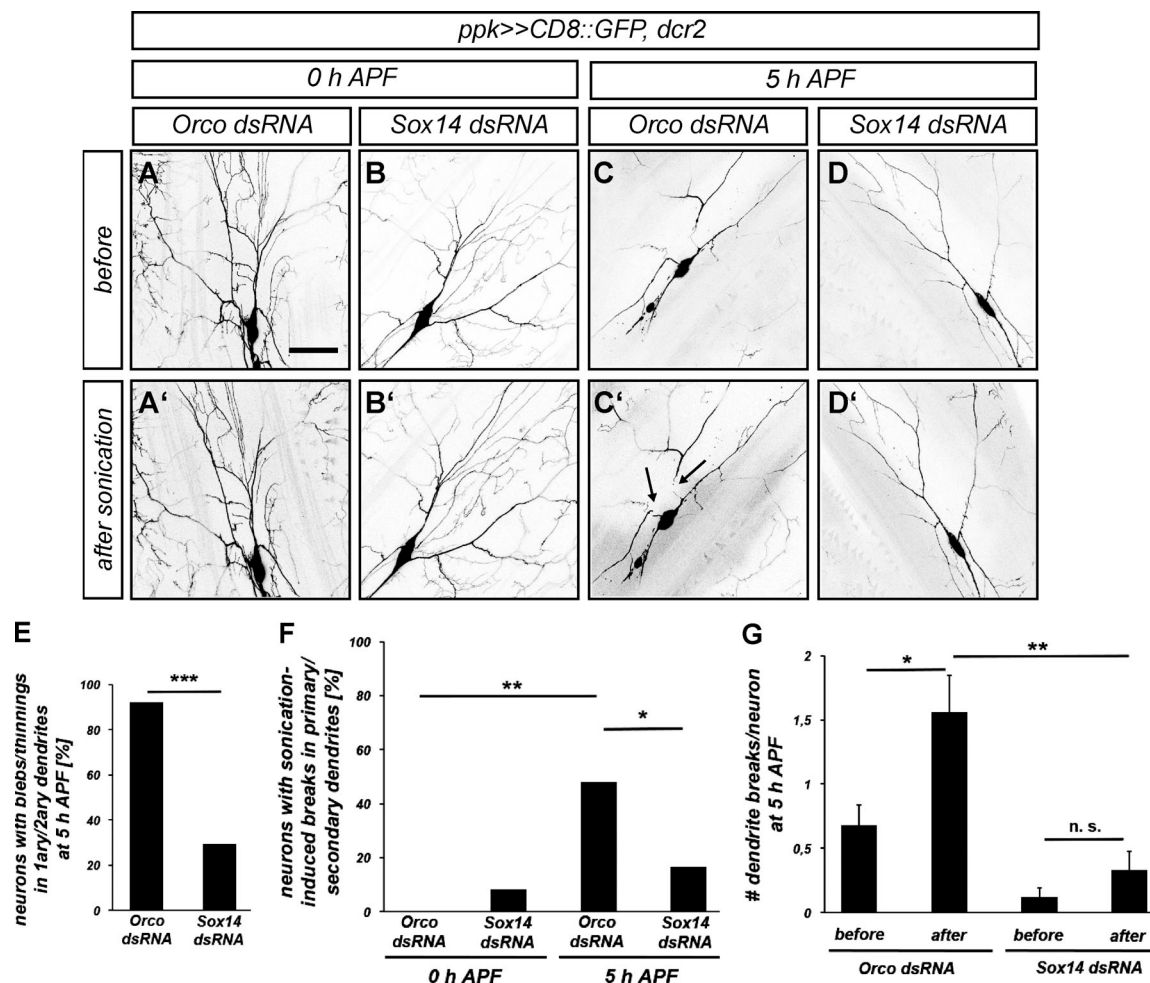 ppk>>CD8::GFP, dcr2
0 h APF
5 h APF
Orco dsRNA
Sox14 dsRNA
Orco dsRNA
Sox14 dsRNA
before
A
B
C
D
after sonication
A'
B'
C'
D'
E
neurons with blebs/thinnings
in 1ary/2ary dendrites
at 5 h APF [%]
100
80
60
40
20
0
***
Orco
dsRNA
Sox14
dsRNA
F
neurons with sonication-
induced breaks in primary/
secondary dendrites [%]
100
80
60
40
20
0
**
*
Orco
dsRNA
Sox14
dsRNA
Orco
dsRNA
Sox14
dsRNA
0 h APF
5 h APF
G
# dendrite breaks/neuron
at 5 h APF
2
1,5
1
0,5
0
*
**
n. s.
before
after
before
after
Orco dsRNA
Sox14 dsRNA